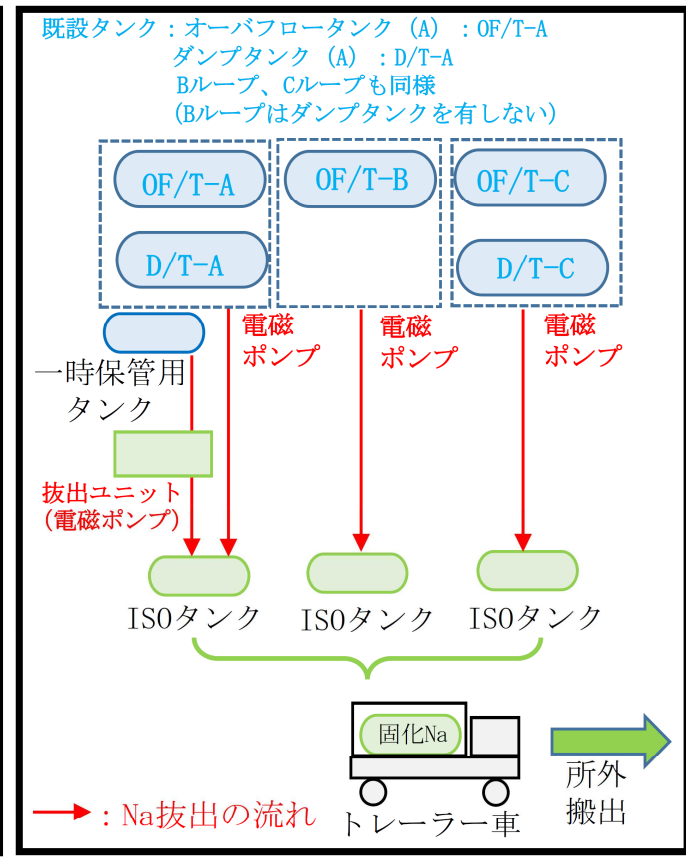 既設タンク：オーバフロータンク (A) ：OF/T-A
ダンプタンク (A) ：D/T-A
Bループ、Cループも同様
(Bループはダンプタンクを有しない)
OF/T-A
OF/T-B
OF/T-C
D/T-A
D/T-C
電磁
ポンプ
電磁
ポンプ
電磁
ポンプ
一時保管用
タンク
抜出ユニット
(電磁ポンプ)
ISOタンク
ISOタンク
ISOタンク
固化Na
所外
搬出
：Na抜出の流れ
トレーラー車